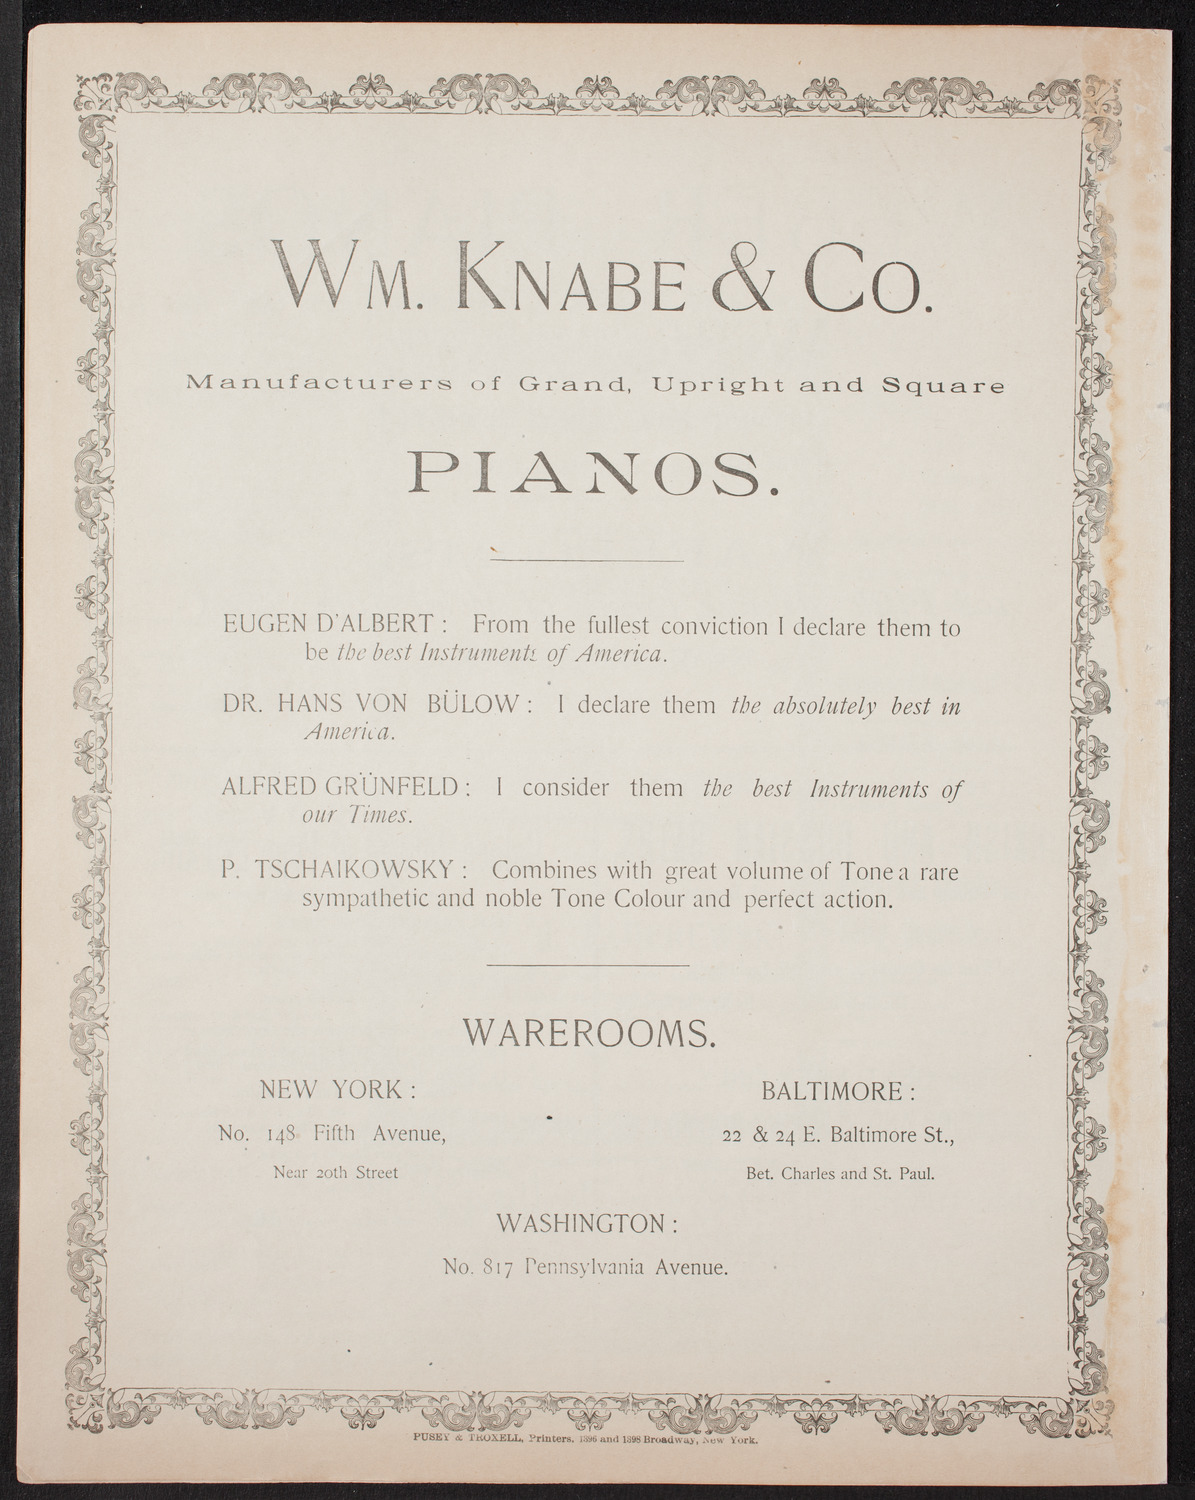 WM. KNABE & CO.
Manufacturers of Grand, Upright and Square
PIANOS.
EUGEN D'ALBERT : From the fullest conviction I declare them to
be the best Instruments of America.
DR. HANS VON BÜLOW : I declare them the absolutely best in
America.
ALFRED GRÜNFELD : I consider them the best Instruments of
our Times.
P. TSCHAIKOWSKY : Combines with great volume of Tone a rare
sympathetic and noble Tone Colour and perfect action.
WAREROOMS.
NEW YORK :
No. 148 Fifth Avenue,
Near 20th Street
BALTIMORE :
22 & 24 E. Baltimore St.,
Bet. Charles and St. Paul.
WASHINGTON :
No. 817 Pennsylvania Avenue.
PUSEY & TROXELL, Printers, 1396 and 1398 Broadway, New York.